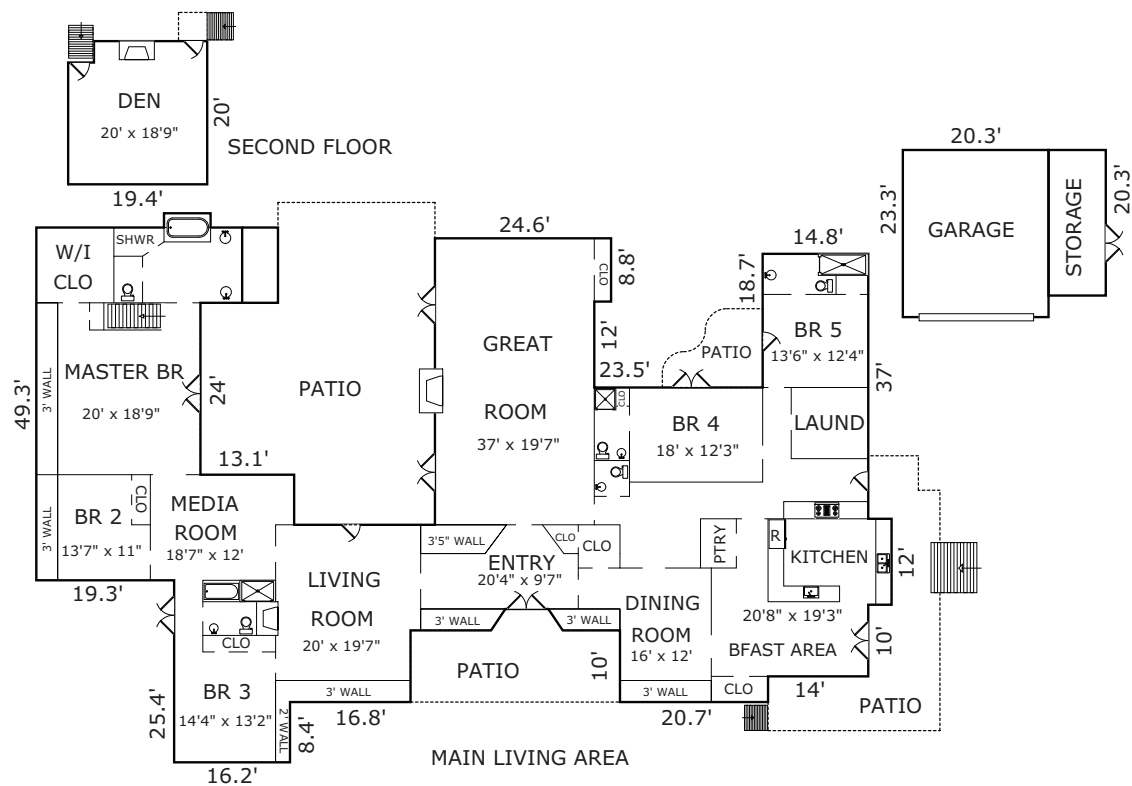 DEN
20' x 18'9"
20'
SECOND FLOOR
19.4'
20.3'
23.3'
GARAGE
STORAGE
20.3'
W/I
CLO
SHWR
24.6'
CLO
8.8'
14.8'
18.7'
12'
GREAT
ROOM
37' x 19'7"
23.5'
PATIO
BR 5
13'6" x 12'4"
37'
49.3'
3' WALL
MASTER BR
20' x 18'9"
24'
PATIO
CLO
BR 4
18' x 12'3"
LAUND
13.1'
3' WALL
BR 2
13'7" x 11"
CLO
MEDIA
ROOM
18'7" x 12'
19.3'
3'5" WALL
CLO
CLO
ENTRY
20'4" x 9'7"
PTRY
R
KITCHEN
12'
LIVING
ROOM
20' x 19'7"
3' WALL
3' WALL
DINING
ROOM
16' x 12'
20'8" x 19'3"
BFAST AREA
10'
CLO
BR 3
14'4" x 13'2"
25.4'
16.2'
2' WALL
8.4'
3' WALL
16.8'
PATIO
10'
3' WALL
20.7'
CLO
14'
PATIO
MAIN LIVING AREA